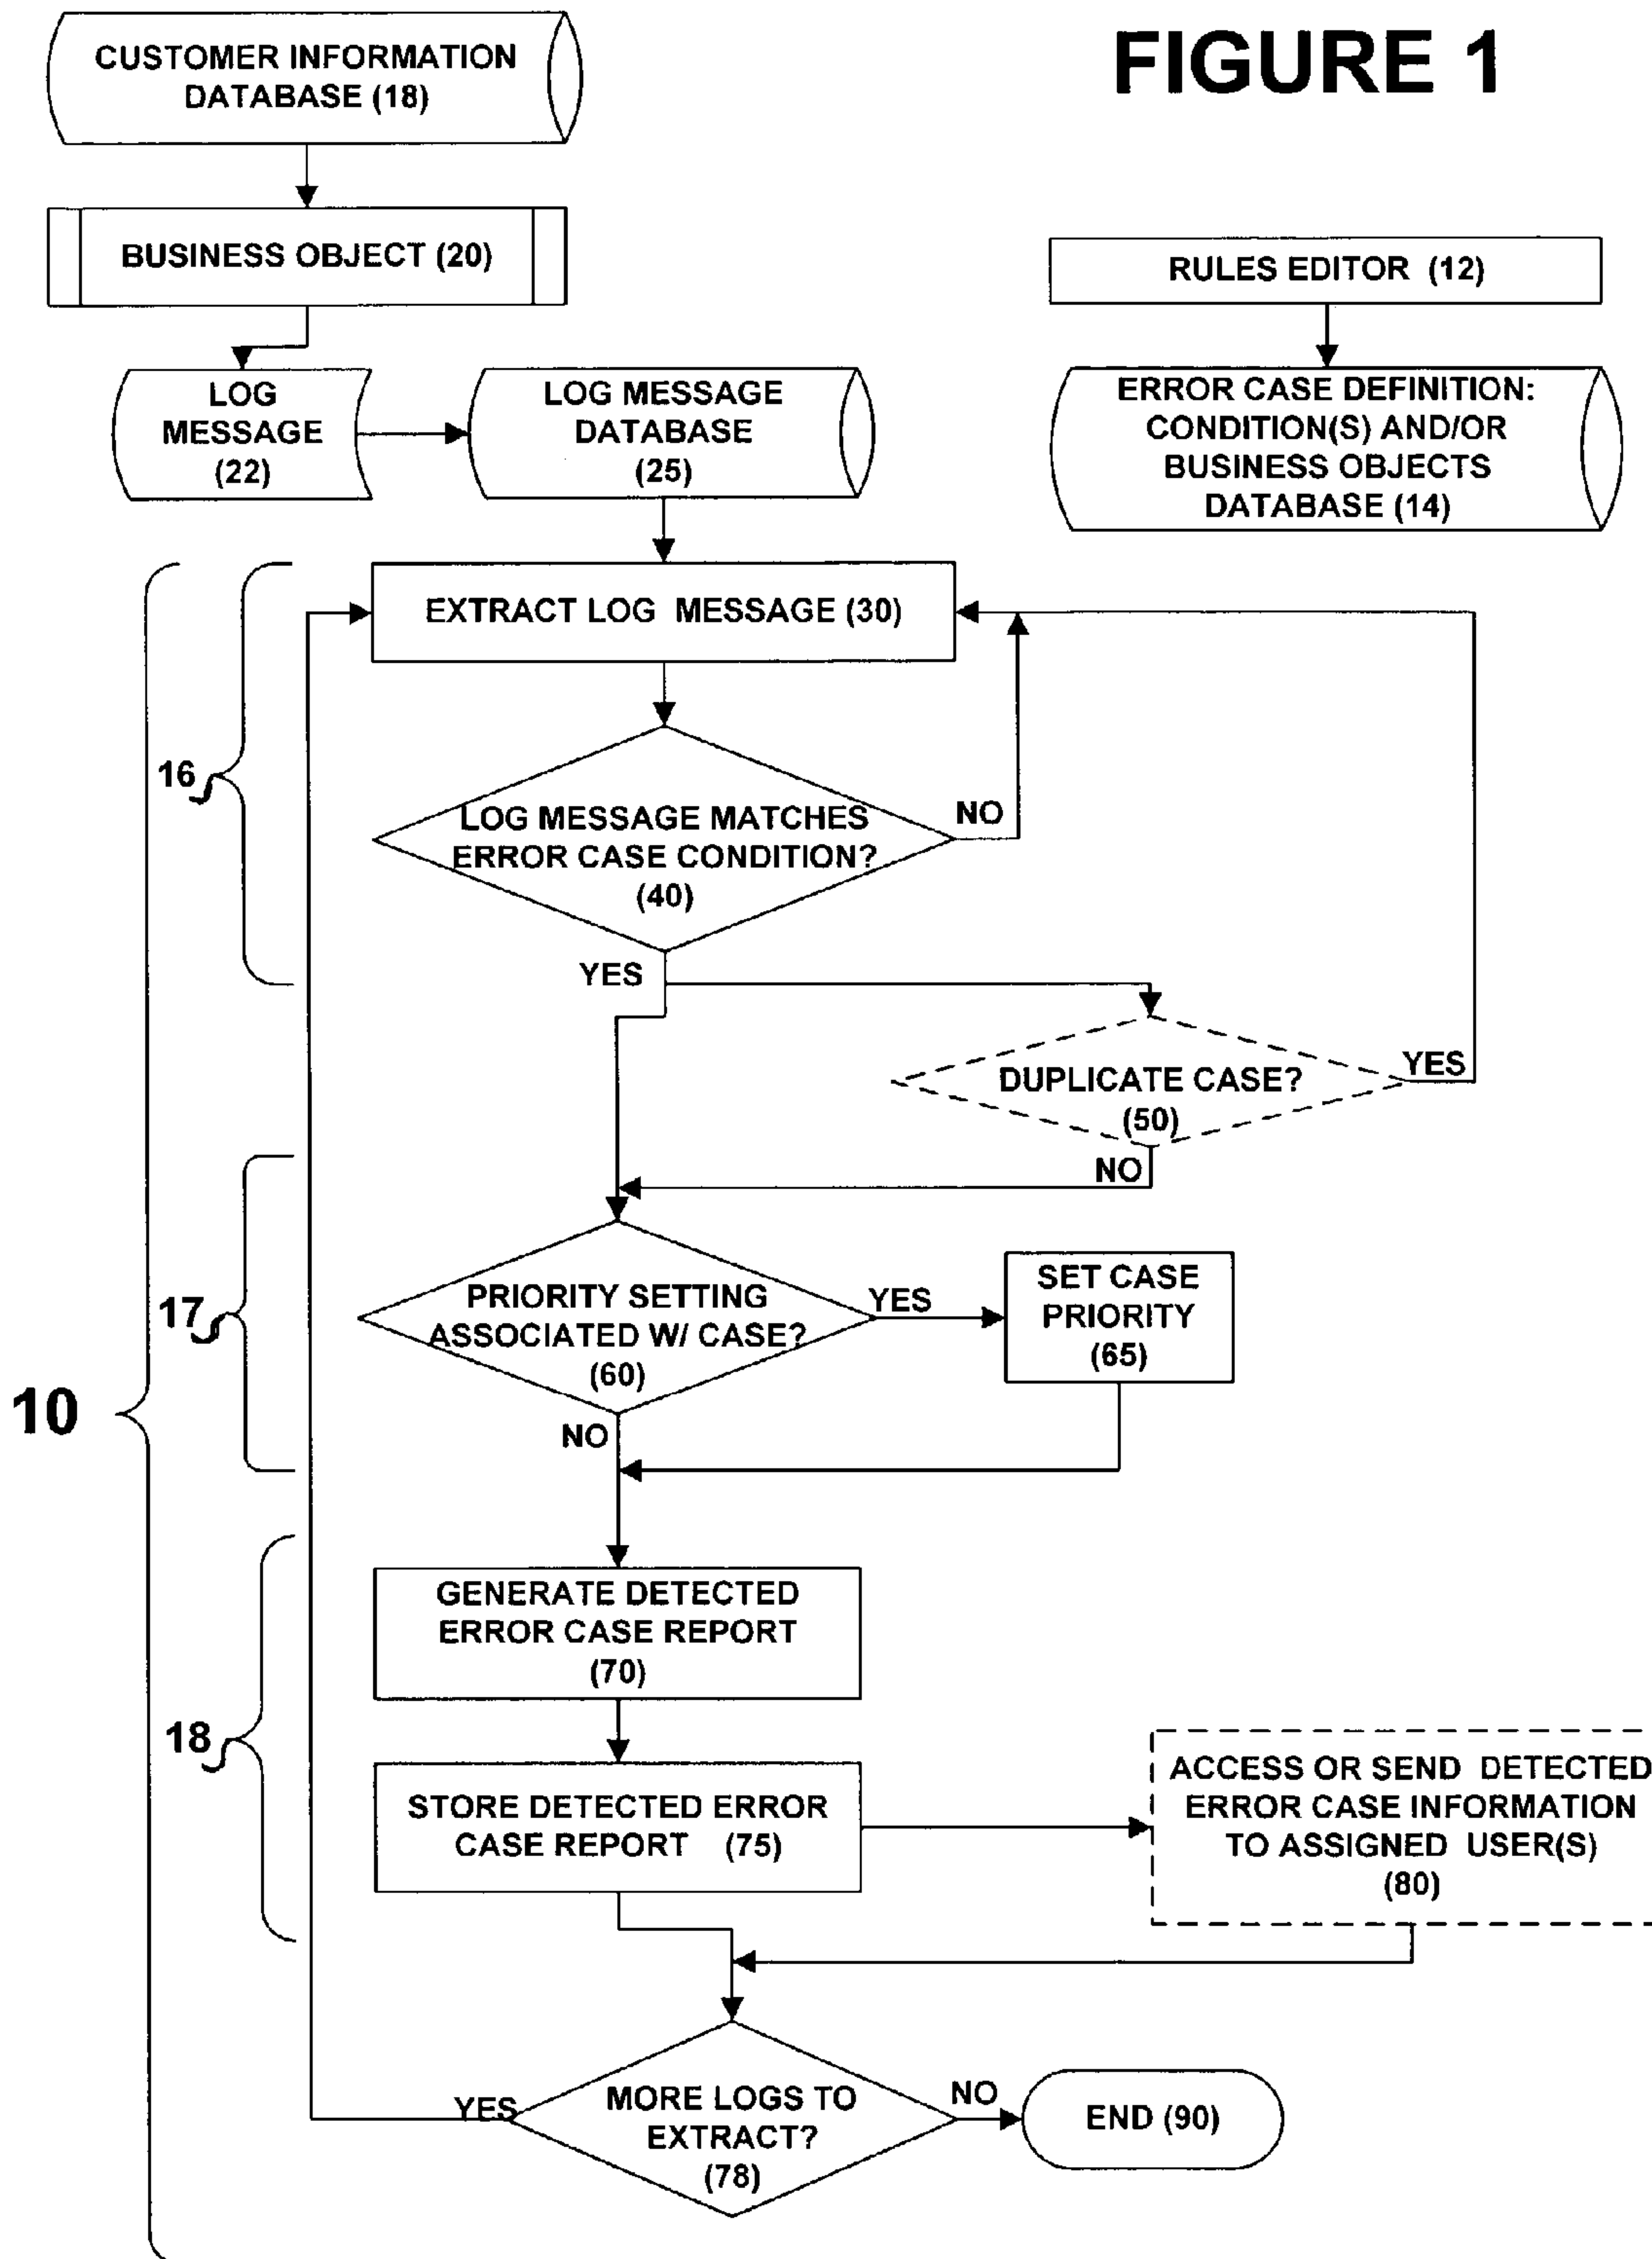 FIGURE 1
CUSTOMER INFORMATION
DATABASE (18)
BUSINESS OBJECT (20)
RULES EDITOR (12)
LOG
MESSAGE
(22)
LOG MESSAGE
DATABASE
(25)
ERROR CASE DEFINITION:
CONDITION(S) AND/OR
BUSINESS OBJECTS
DATABASE (14)
EXTRACT LOG MESSAGE (30)
16
LOG MESSAGE MATCHES
ERROR CASE CONDITION?
(40)
NO
YES
DUPLICATE CASE?
(50)
YES
NO
17
PRIORITY SETTING
ASSOCIATED W/ CASE?
(60)
YES
SET CASE
PRIORITY
(65)
10
NO
GENERATE DETECTED
ERROR CASE REPORT
(70)
18
STORE DETECTED ERROR
CASE REPORT (75)
ACCESS OR SEND DETECTED
ERROR CASE INFORMATION
TO ASSIGNED USER(S)
(80)
YES
MORE LOGS TO
EXTRACT?
(78)
NO
END (90)